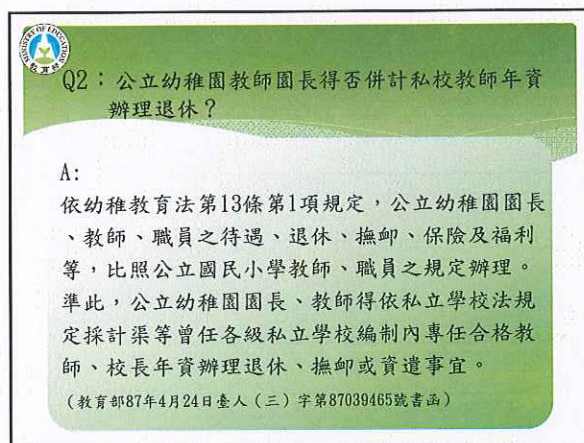 MINISTRY OF EDUCATION
教育部
Q2：公立幼稚園教師園長得否併計私校教師年資
辦理退休？
A:
依幼稚教育法第13條第1項規定，公立幼稚園園長
、教師、職員之待遇、退休、撫卹、保險及福利
等，比照公立國民小學教師、職員之規定辦理。
準此，公立幼稚園園長、教師得依私立學校法規
定採計渠等曾任各級私立學校編制內專任合格教
師、校長年資辦理退休、撫卹或資遣事宜。
（教育部87年4月24日臺人（三）字第87039465號書函）